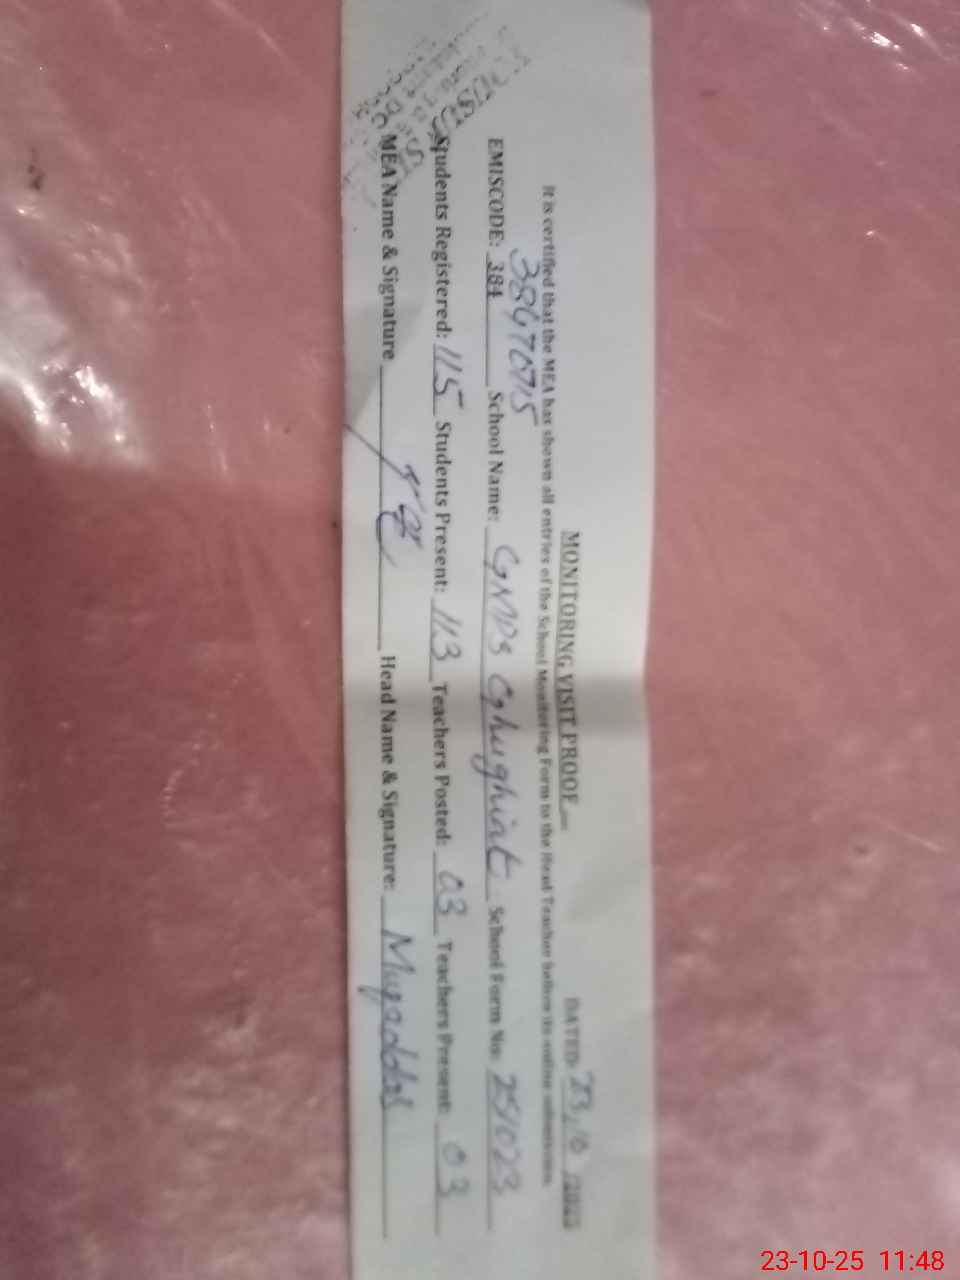 MONITORING VISIT PROOF
DATED: 23/10/2025
It is certified that the MEA has shown all entries of the School Monitoring Form to the Head Teacher before its online submission.
38470715
EMISCODE: 384 School Name: GMPS Ghughiat School Form No: 251023
Students Registered: 115 Students Present: 113 Teachers Posted: 03 Teachers Present: 03
MEA Name & Signature Head Name & Signature: Muqaddas
23-10-25 11:48